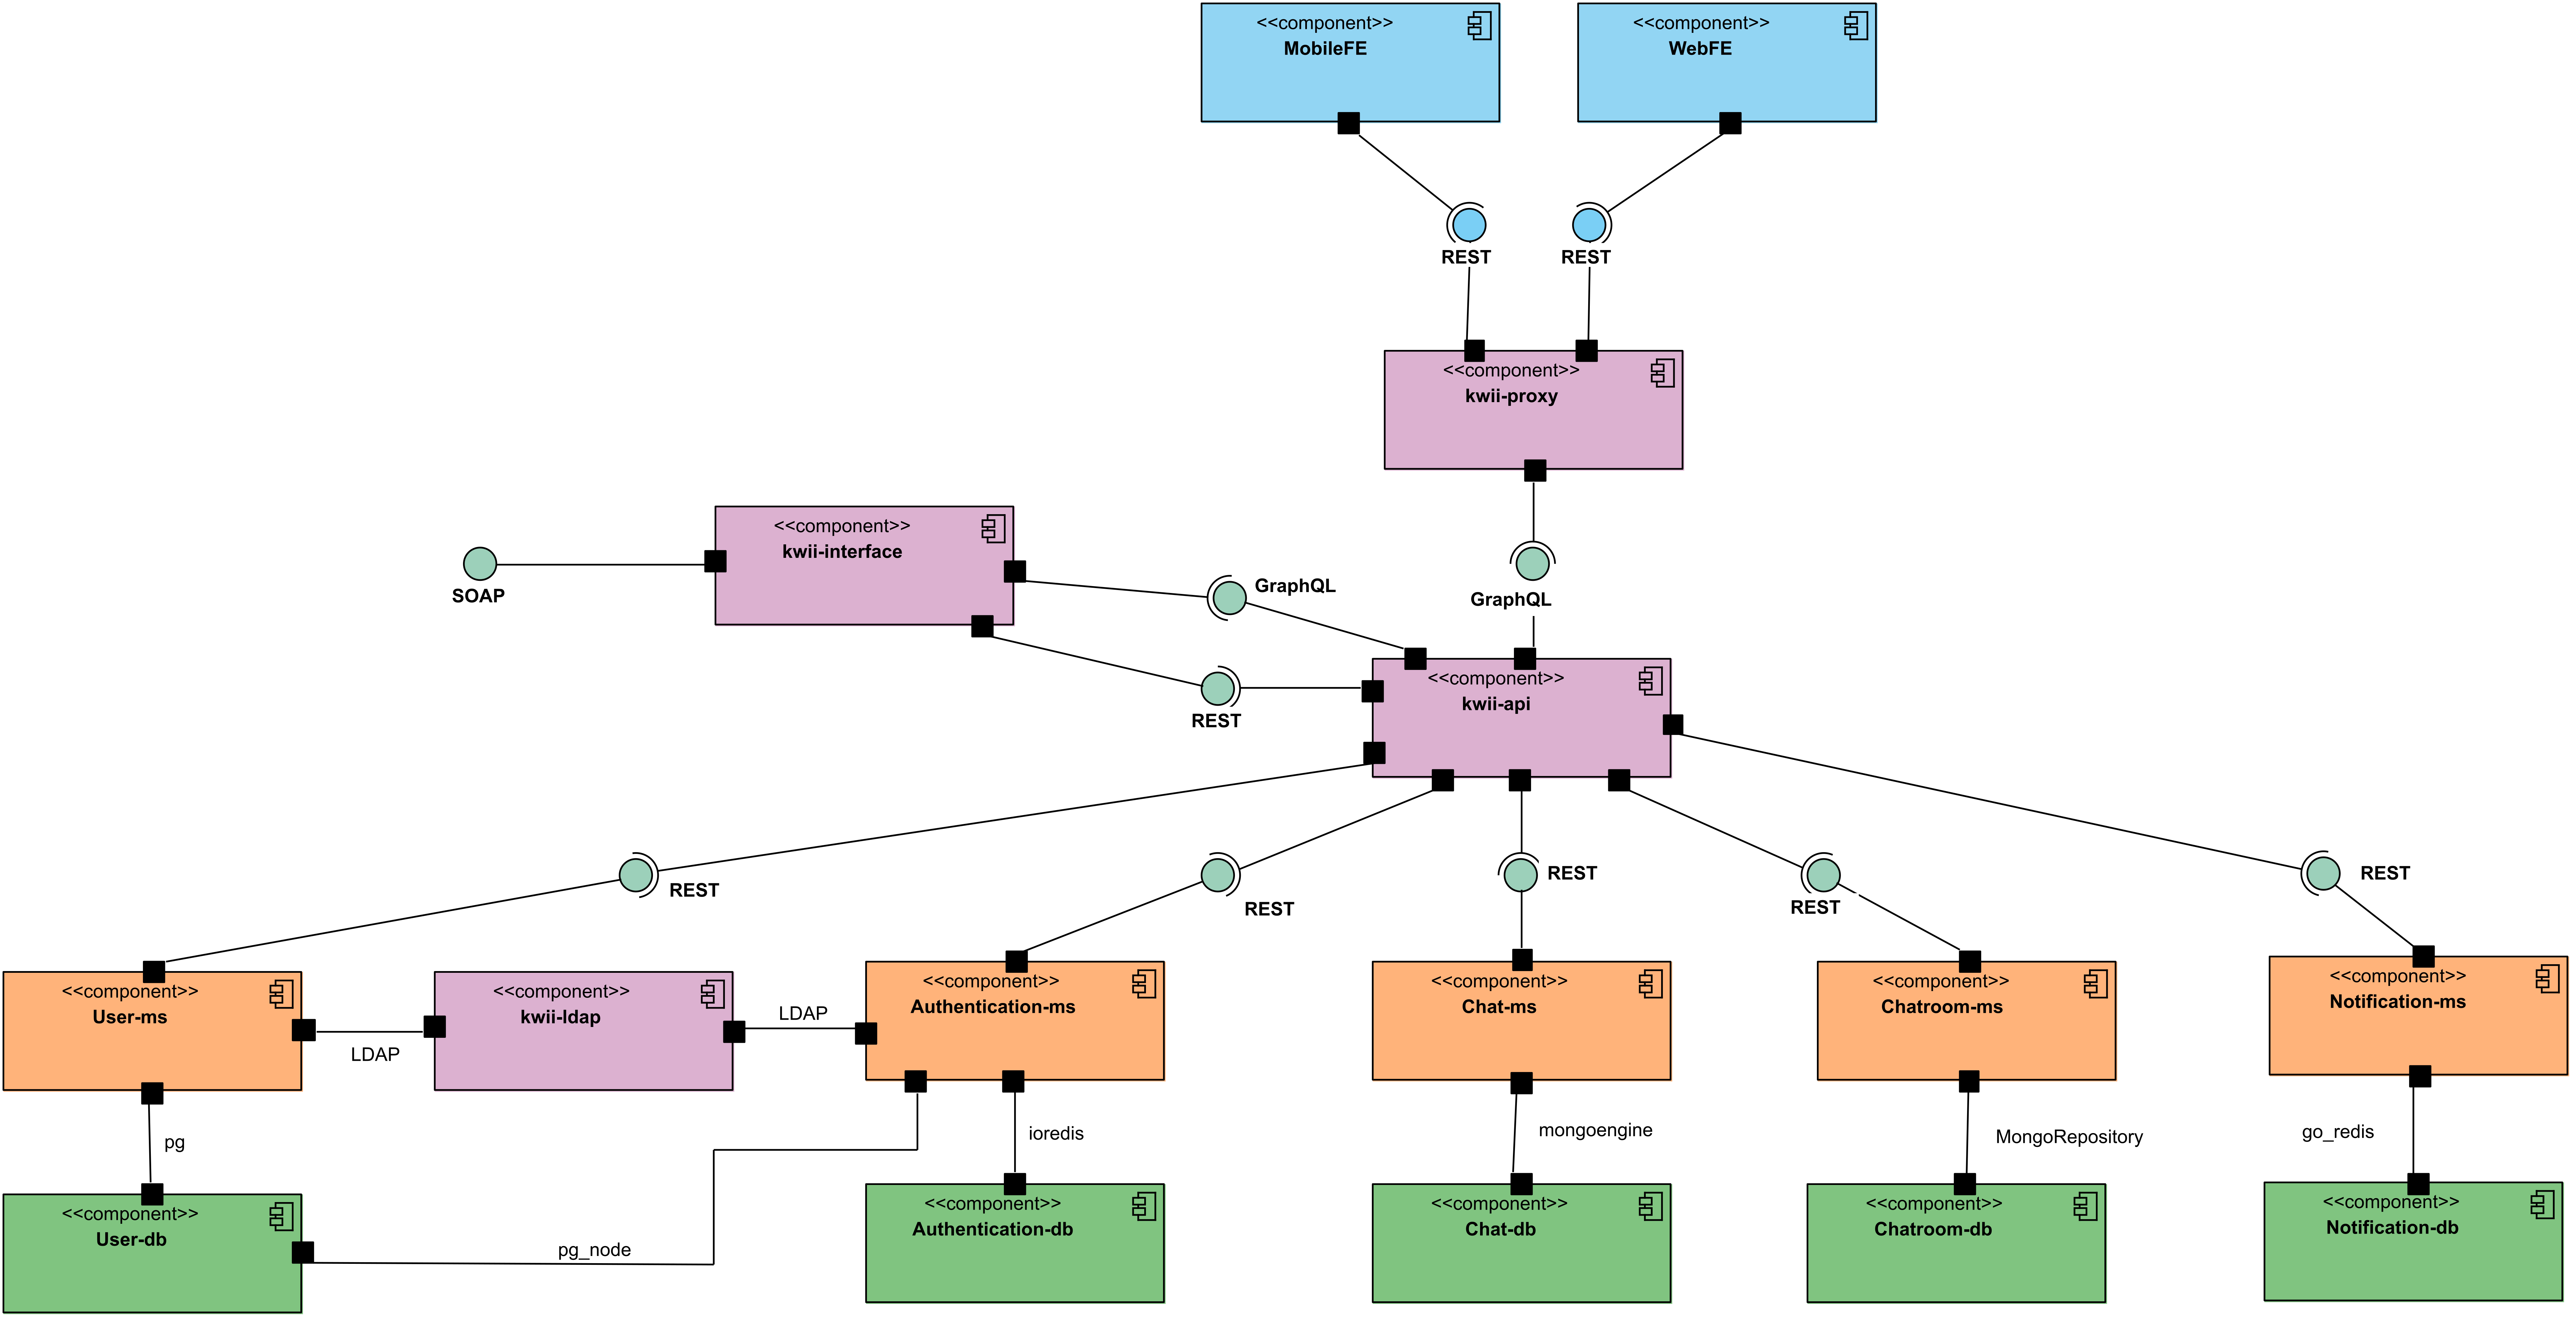 <<component>>
MobileFE
<<component>>
WebFE
REST
REST
<<component>>
kwii-proxy
<<component>>
kwii-interface
SOAP
GraphQL
GraphQL
<<component>>
kwii-api
REST
REST
REST
REST
REST
REST
<<component>>
User-ms
<<component>>
kwii-ldap
<<component>>
Authentication-ms
<<component>>
Chat-ms
<<component>>
Chatroom-ms
<<component>>
Notification-ms
LDAP
LDAP
pg
ioredis
mongoengine
MongoRepository
go_redis
<<component>>
User-db
pg_node
<<component>>
Authentication-db
<<component>>
Chat-db
<<component>>
Chatroom-db
<<component>>
Notification-db